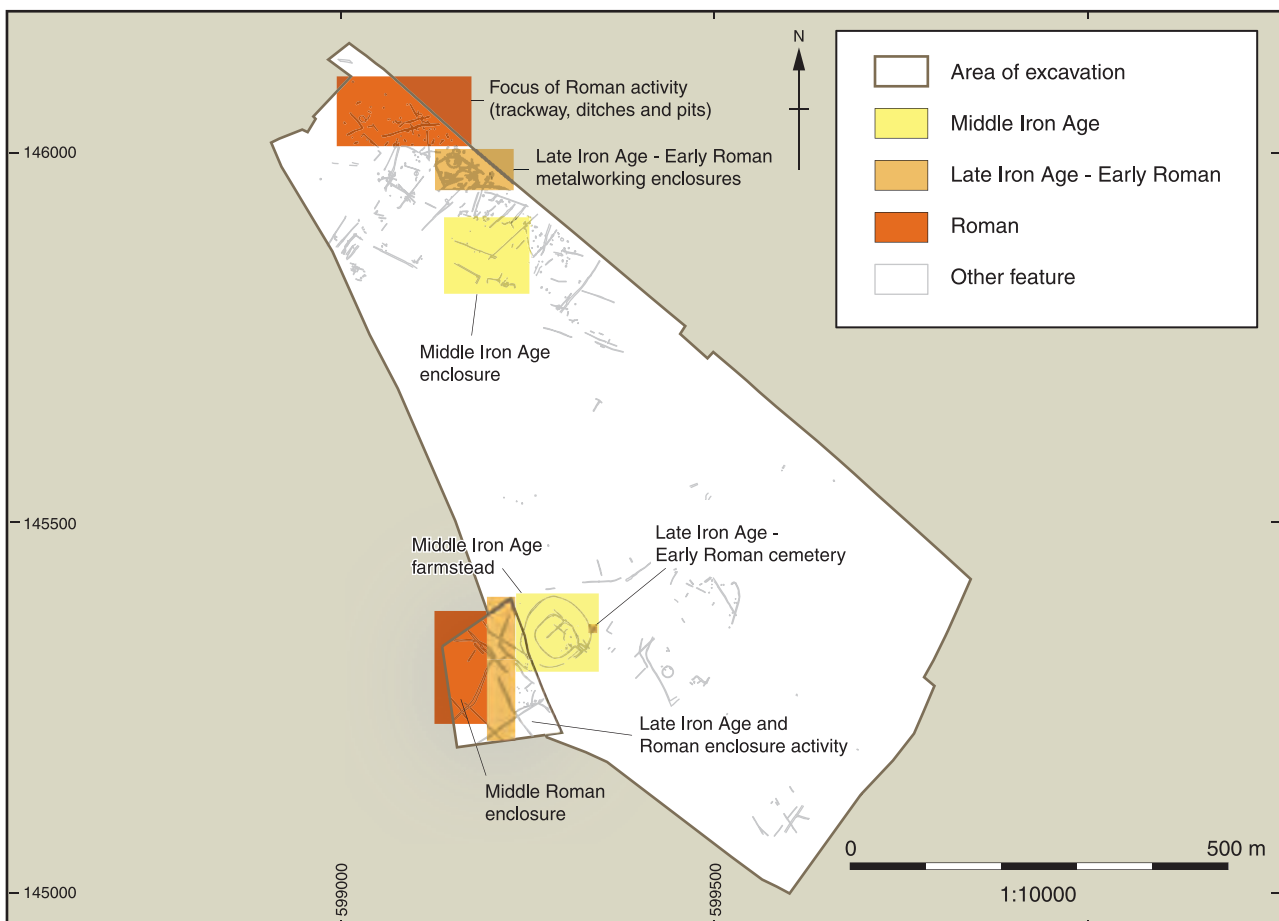 N
Focus of Roman activity
(trackway, ditches and pits)
Late Iron Age - Early Roman
metalworking enclosures
Middle Iron Age
enclosure
Middle Iron Age
farmstead
Late Iron Age -
Early Roman cemetery
Late Iron Age and
Roman enclosure activity
Middle Roman
enclosure
Area of excavation
Middle Iron Age
Late Iron Age - Early Roman
Roman
Other feature
146000
145500
145000
599000
599500
0
500 m
1:10000